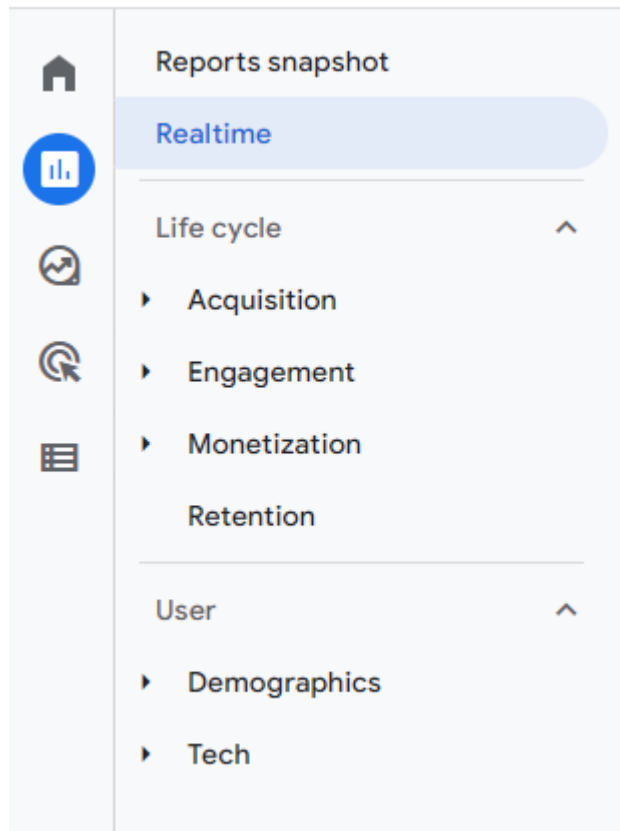 Reports snapshot
Realtime
Life cycle
Acquisition
Engagement
Monetization
Retention
User
Demographics
Tech